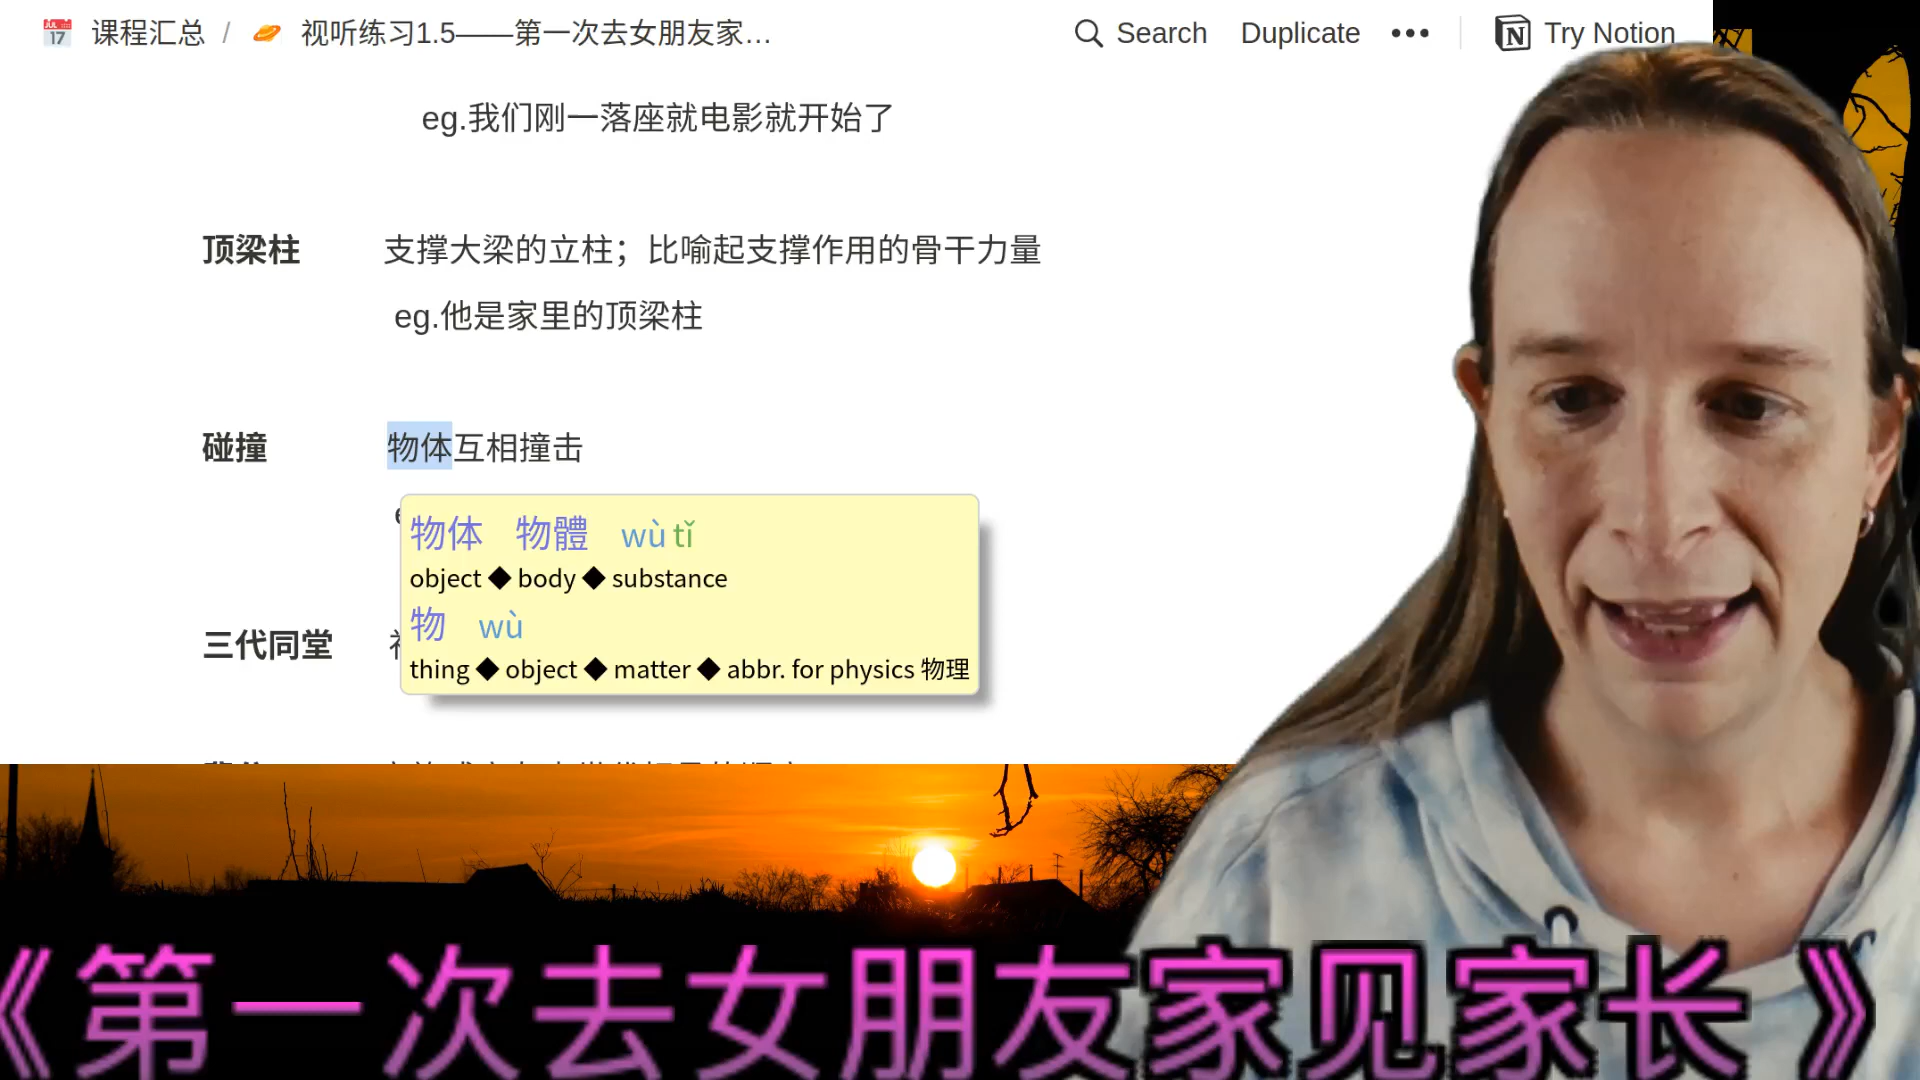 课程汇总 / 视听练习1.5——第一次去女朋友家… Search Duplicate ••• Try Notion
eg.我们刚一落座就电影就开始了
顶梁柱 支撑大梁的立柱；比喻起支撑作用的骨干力量
eg.他是家里的顶梁柱
碰撞 物体互相撞击
物体 物體 wù tǐ
object ◆ body ◆ substance
物 wù
thing ◆ object ◆ matter ◆ abbr. for physics 物理
三代同堂
《第一次去女朋友家见家长》